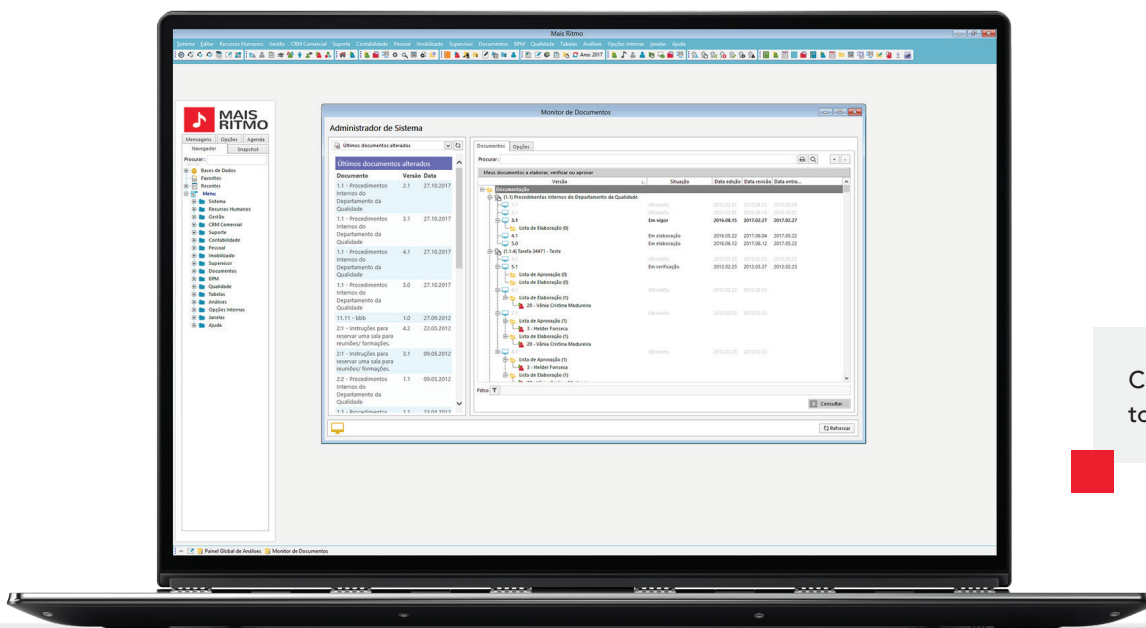 Mais Ritmo
Sistema Editar Recursos Humanos Gestão CRM Comercial Suporte Contabilidade Pessoal Imobilizado Supervisor Documentos BPM Qualidade Tabelas Análises Opções Internas Janelas Ajuda
Ano: 2017
MAIS
RITMO
Mensagens Opções Agenda
Navegador Snapshot
Procurar:
Bases de Dados
Favoritos
Recentes
Menu
Sistema
Recursos Humanos
Gestão
CRM Comercial
Suporte
Contabilidade
Pessoal
Imobilizado
Supervisor
Documentos
BPM
Qualidade
Tabelas
Análises
Opções Internas
Janelas
Ajuda
Monitor de Documentos
Administrador de Sistema
Últimos documentos alterados
Últimos documentos alterados
Documento Versão Data
1.1 - Procedimentos 2.1 27.10.2017
Internos do
Departamento da
Qualidade
1.1 - Procedimentos 3.1 27.10.2017
Internos do
Departamento da
Qualidade
1.1 - Procedimentos 4.1 27.10.2017
Internos do
Departamento da
Qualidade
1.1 - Procedimentos 5.0 27.10.2017
Internos do
Departamento da
Qualidade
11.11 - bbb 1.0 27.09.2012
2:1 - Instruções para 4.2 22.05.2012
reservar uma sala para
reuniões/ formações.
2:1 - Instruções para 3.1 09.05.2012
reservar uma sala para
reuniões/ formações.
2:2 - Procedimentos 1.1 09.05.2012
Internos do
Departamento da
Qualidade
Documentos Opções
Procurar:
Meus documentos a elaborar, verificar ou aprovar
Versão Situação Data edição Data revisão Data entra...
Documentação
(1.1) Procedimentos Internos do Departamento da Qualidade
3.1 Em vigor 2016.08.15 2017.02.27 2017.02.27
Lista de Elaboração (0)
4.1 Em elaboração 2016.05.22 2017.06.04 2017.05.22
5.0 Em elaboração 2016.06.12 2017.06.12 2017.05.22
(1.1.4) Tarefa 34471 - Teste
5.1 Em verificação 2012.02.23 2012.03.27 2012.02.23
Lista de Aprovação (0)
Lista de Elaboração (0)
Lista de Elaboração (1)
20 - Vânia Cristina Madureira
Lista de Aprovação (1)
3 - Helder Fonseca
Lista de Elaboração (1)
20 - Vânia Cristina Madureira
Lista de Aprovação (1)
3 - Helder Fonseca
Lista de Elaboração (1)
Filtro
Consultar
Refrescar
Painel Global de Análises Monitor de Documentos